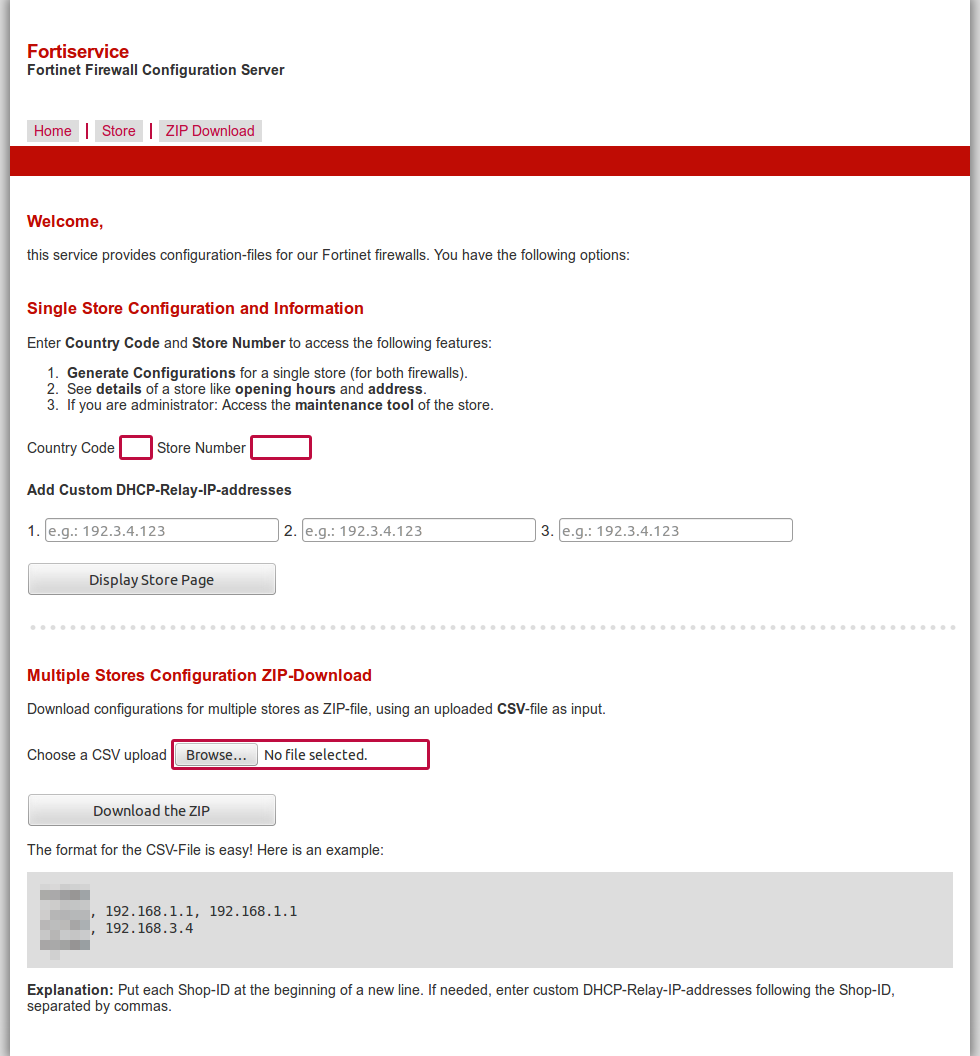 Fortiservice
Fortinet Firewall Configuration Server
Home | Store | ZIP Download
Welcome,
this service provides configuration-files for our Fortinet firewalls. You have the following options:
Single Store Configuration and Information
Enter Country Code and Store Number to access the following features:
1. Generate Configurations for a single store (for both firewalls).
2. See details of a store like opening hours and address.
3. If you are administrator: Access the maintenance tool of the store.
Country Code Store Number
Add Custom DHCP-Relay-IP-addresses
1. e.g.: 192.3.4.123 2. e.g.: 192.3.4.123 3. e.g.: 192.3.4.123
Display Store Page
Multiple Stores Configuration ZIP-Download
Download configurations for multiple stores as ZIP-file, using an uploaded CSV-file as input.
Choose a CSV upload Browse... No file selected.
Download the ZIP
The format for the CSV-File is easy! Here is an example:
, 192.168.1.1, 192.168.1.1
, 192.168.3.4
Explanation: Put each Shop-ID at the beginning of a new line. If needed, enter custom DHCP-Relay-IP-addresses following the Shop-ID,
separated by commas.